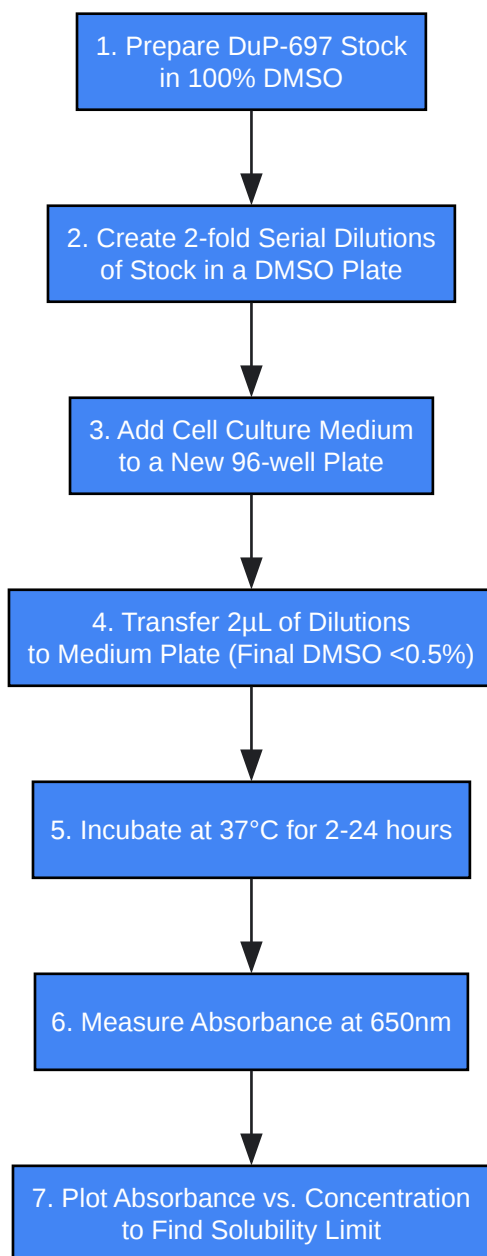 1. Prepare DuP-697 Stock
in 100% DMSO
2. Create 2-fold Serial Dilutions
of Stock in a DMSO Plate
3. Add Cell Culture Medium
to a New 96-well Plate
4. Transfer 2µL of Dilutions
to Medium Plate (Final DMSO <0.5%)
5. Incubate at 37°C for 2-24 hours
6. Measure Absorbance at 650nm
7. Plot Absorbance vs. Concentration
to Find Solubility Limit